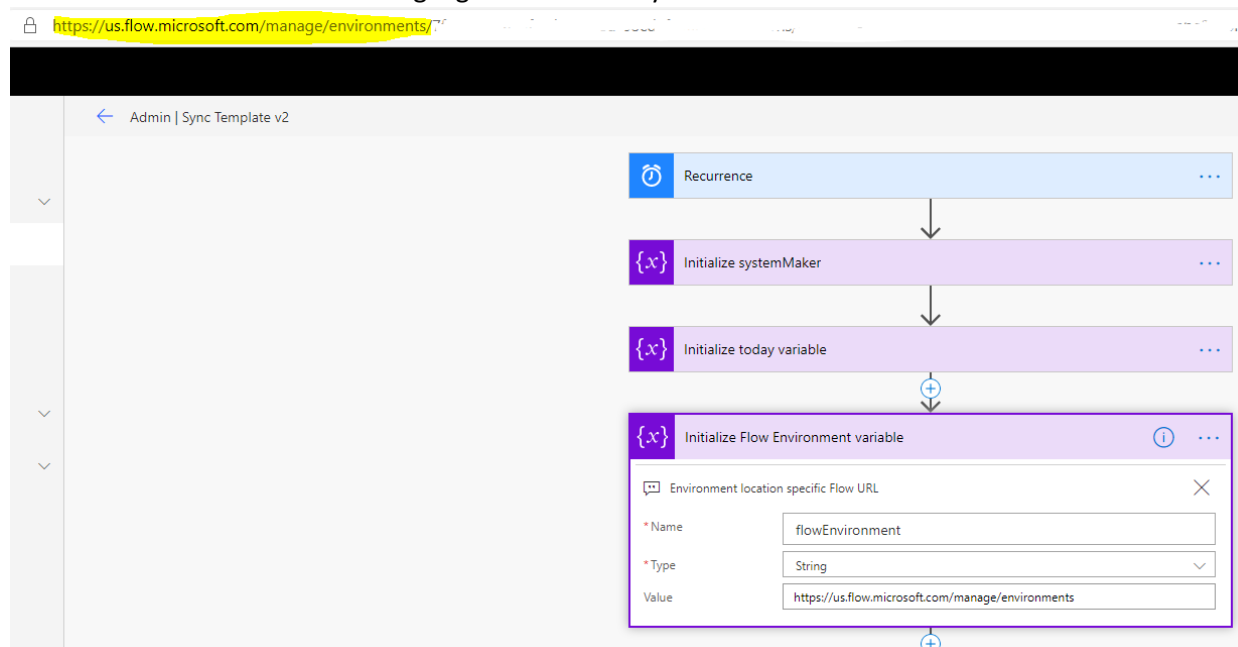 https://us.flow.microsoft.com/manage/environments/
Admin | Sync Template v2
Recurrence
...
{x} Initialize systemMaker
...
{x} Initialize today variable
...
{x} Initialize Flow Environment variable
...
Environment location specific Flow URL
* Name
flowEnvironment
* Type
String
Value
https://us.flow.microsoft.com/manage/environments